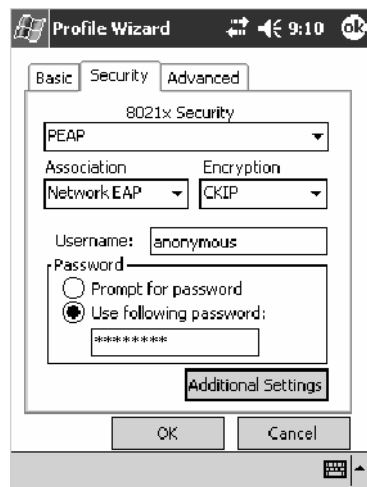 Profile Wizard 9:10 ok
Basic Security Advanced
8021x Security
PEAP
Association Encryption
Network EAP CKIP
Username: anonymous
Password
Prompt for password
Use following password:
********
Additional Settings
OK Cancel